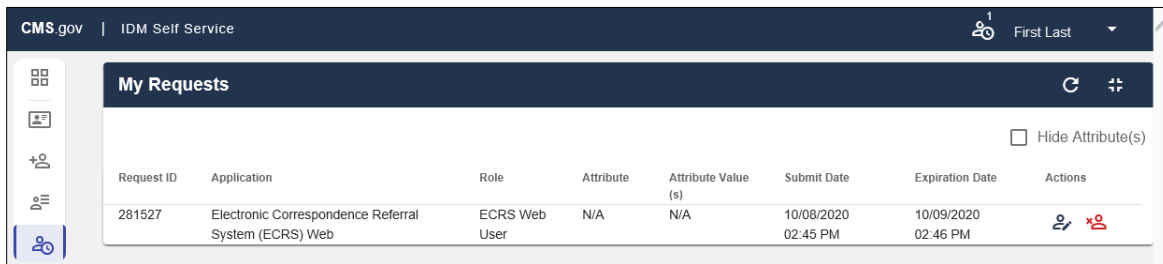 CMS.gov | IDM Self Service 1 First Last
My Requests
Hide Attribute(s)
Request ID Application Role Attribute Attribute Value (s) Submit Date Expiration Date Actions
281527 Electronic Correspondence Referral ECRS Web N/A N/A 10/08/2020 10/09/2020
System (ECRS) Web User 02:45 PM 02:46 PM